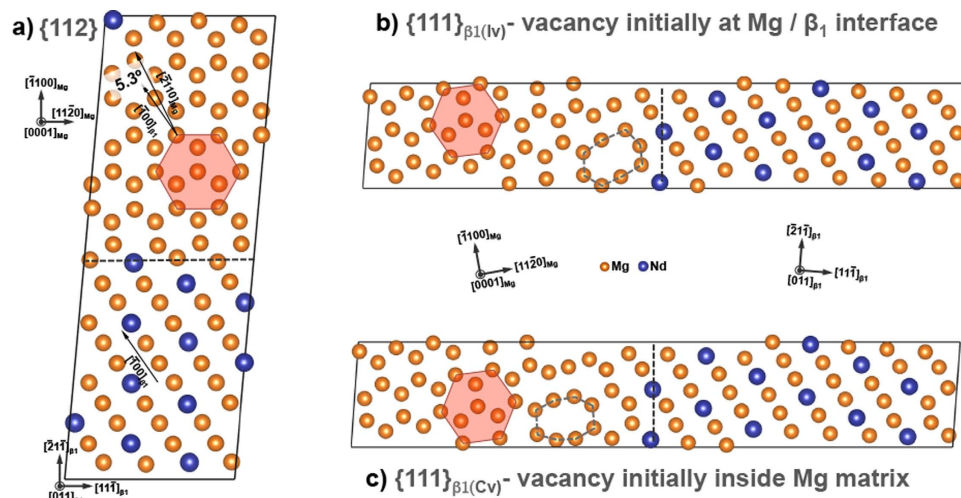 a) {112}
b) {111}β1(Iv)- vacancy initially at Mg / β1 interface
[1̄100]Mg
[112̄0]Mg
[0001]Mg
5.3º
[2̄110]Mg
[1̄00]β1
[1̄100]Mg
[112̄0]Mg
[0001]Mg
Mg
Nd
[2̄11̄]β1
[111̄]β1
[011]β1
[1̄00]β1
[2̄11̄]β1
[111̄]β1
c) {111}β1(Cv)- vacancy initially inside Mg matrix